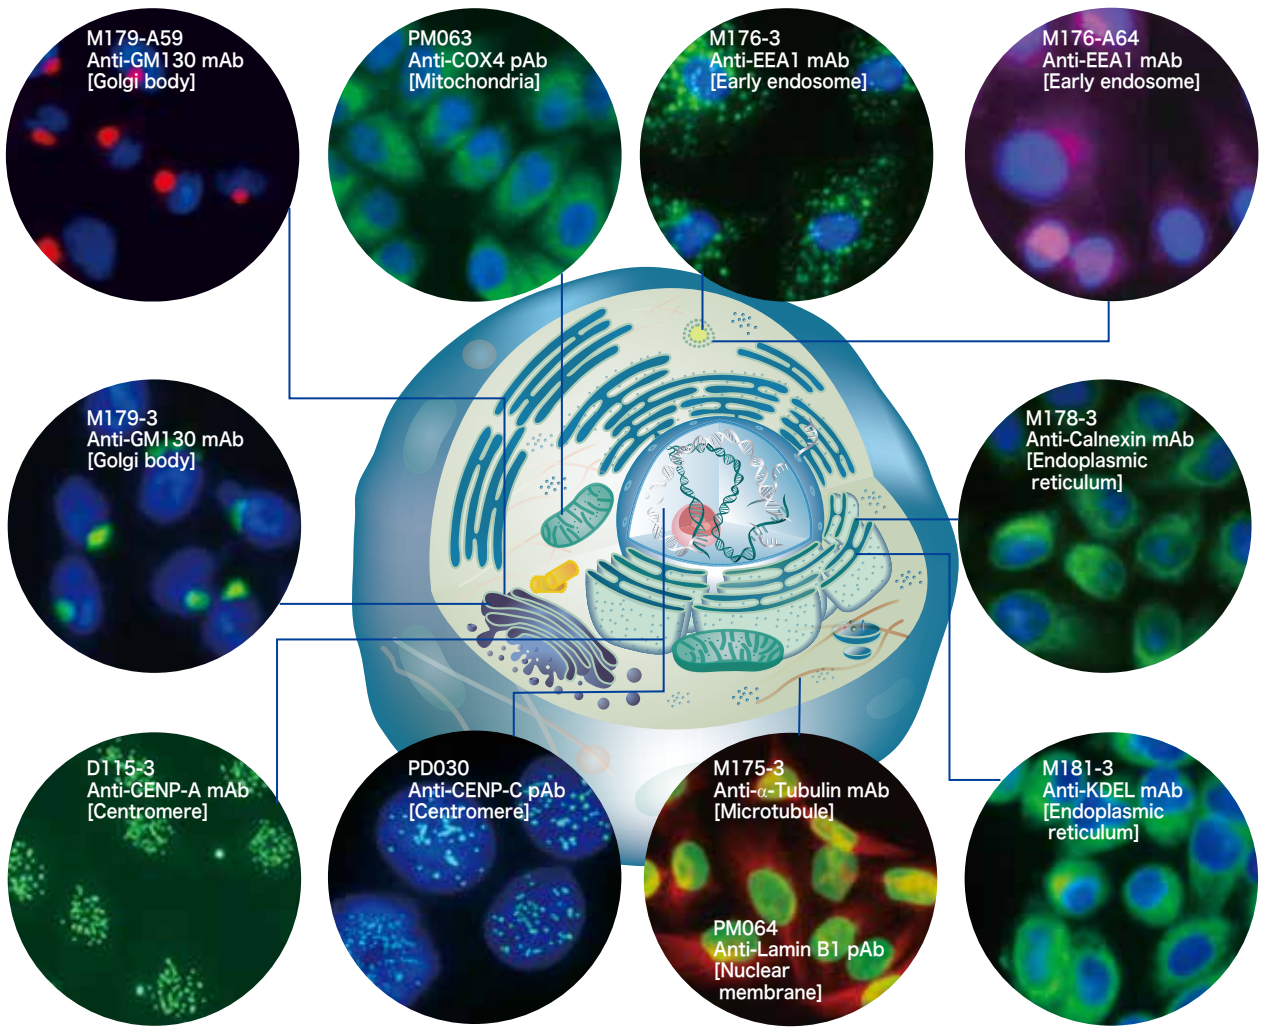 M179-A59
Anti-GM130 mAb
[Golgi body]
PM063
Anti-COX4 pAb
[Mitochondria]
M176-3
Anti-EEA1 mAb
[Early endosome]
M176-A64
Anti-EEA1 mAb
[Early endosome]
M179-3
Anti-GM130 mAb
[Golgi body]
M178-3
Anti-Calnexin mAb
[Endoplasmic
reticulum]
D115-3
Anti-CENP-A mAb
[Centromere]
PD030
Anti-CENP-C pAb
[Centromere]
M175-3
Anti-α-Tubulin mAb
[Microtubule]
PM064
Anti-Lamin B1 pAb
[Nuclear
membrane]
M181-3
Anti-KDEL mAb
[Endoplasmic
reticulum]